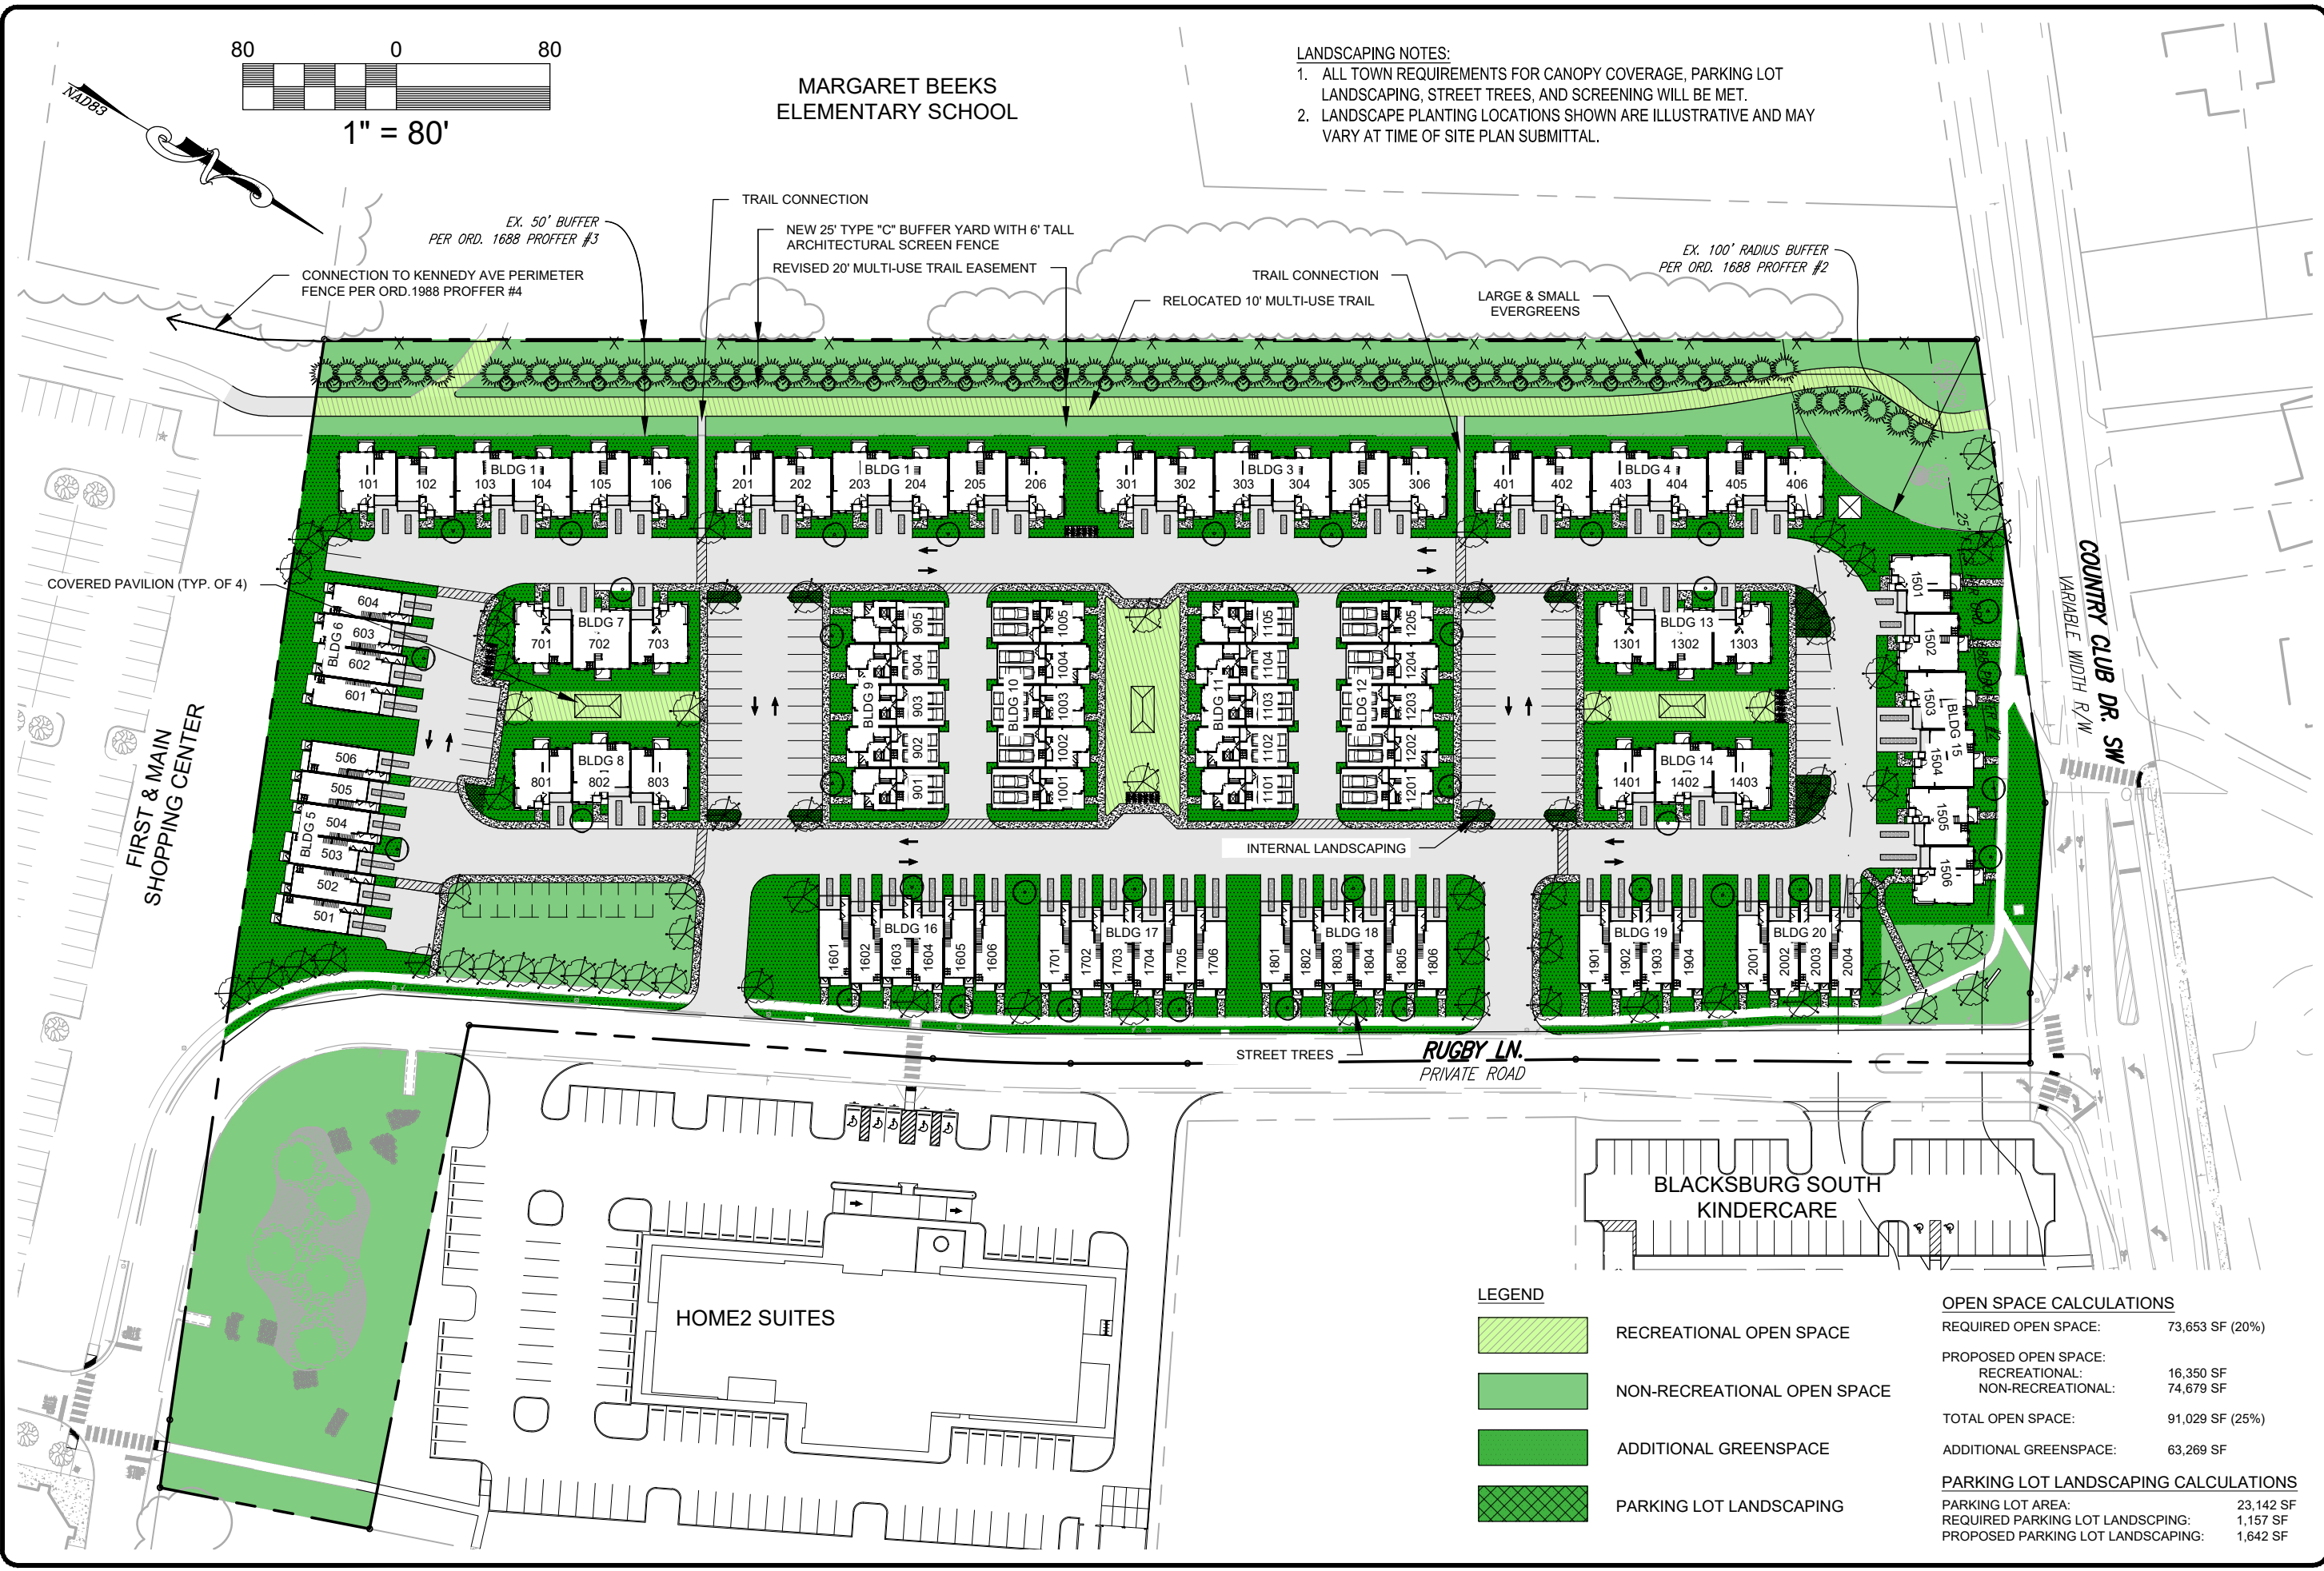 80 0 80
1" = 80'
NAD83
MARGARET BEEKS
ELEMENTARY SCHOOL
LANDSCAPING NOTES:
1. ALL TOWN REQUIREMENTS FOR CANOPY COVERAGE, PARKING LOT
LANDSCAPING, STREET TREES, AND SCREENING WILL BE MET.
2. LANDSCAPE PLANTING LOCATIONS SHOWN ARE ILLUSTRATIVE AND MAY
VARY AT TIME OF SITE PLAN SUBMITTAL.
TRAIL CONNECTION
EX. 50' BUFFER
PER ORD. 1688 PROFFER #3
NEW 25' TYPE "C" BUFFER YARD WITH 6' TALL
ARCHITECTURAL SCREEN FENCE
REVISED 20' MULTI-USE TRAIL EASEMENT
CONNECTION TO KENNEDY AVE PERIMETER
FENCE PER ORD.1988 PROFFER #4
TRAIL CONNECTION
RELOCATED 10' MULTI-USE TRAIL
LARGE & SMALL
EVERGREENS
EX. 100' RADIUS BUFFER
PER ORD. 1688 PROFFER #2
BLDG 1
101 102 103 104 105 106
BLDG 1
201 202 203 204 205 206
BLDG 3
301 302 303 304 305 306
BLDG 4
401 402 403 404 405 406
COVERED PAVILION (TYP. OF 4)
BLDG 6
604
603
602
601
BLDG 5
506
505
504
503
502
501
BLDG 7
701 702 703
BLDG 8
801 802 803
BLDG 9
905
904
903
902
901
BLDG 10
1005
1004
1003
1002
1001
BLDG 11
1105
1104
1103
1102
1101
BLDG 12
1205
1204
1203
1202
1201
BLDG 13
1301 1302 1303
BLDG 14
1401 1402 1403
BLDG 15
1501
1502
1503
1504
1505
1506
25'
COUNTRY CLUB DR. SW
VARIABLE WIDTH R/W
FIRST & MAIN
SHOPPING CENTER
INTERNAL LANDSCAPING
BLDG 16
1601 1602 1603 1604 1605 1606
BLDG 17
1701 1702 1703 1704 1705 1706
BLDG 18
1801 1802 1803 1804 1805 1806
BLDG 19
1901 1902 1903 1904
BLDG 20
2001 2002 2003 2004
STREET TREES
RUGBY LN.
PRIVATE ROAD
OHU
BLACKSBURG SOUTH
KINDERCARE
HOME2 SUITES
LEGEND
RECREATIONAL OPEN SPACE
NON-RECREATIONAL OPEN SPACE
ADDITIONAL GREENSPACE
PARKING LOT LANDSCAPING
OPEN SPACE CALCULATIONS
REQUIRED OPEN SPACE: 73,653 SF (20%)
PROPOSED OPEN SPACE:
RECREATIONAL: 16,350 SF
NON-RECREATIONAL: 74,679 SF
TOTAL OPEN SPACE: 91,029 SF (25%)
ADDITIONAL GREENSPACE: 63,269 SF
PARKING LOT LANDSCAPING CALCULATIONS
PARKING LOT AREA: 23,142 SF
REQUIRED PARKING LOT LANDSCPING: 1,157 SF
PROPOSED PARKING LOT LANDSCAPING: 1,642 SF